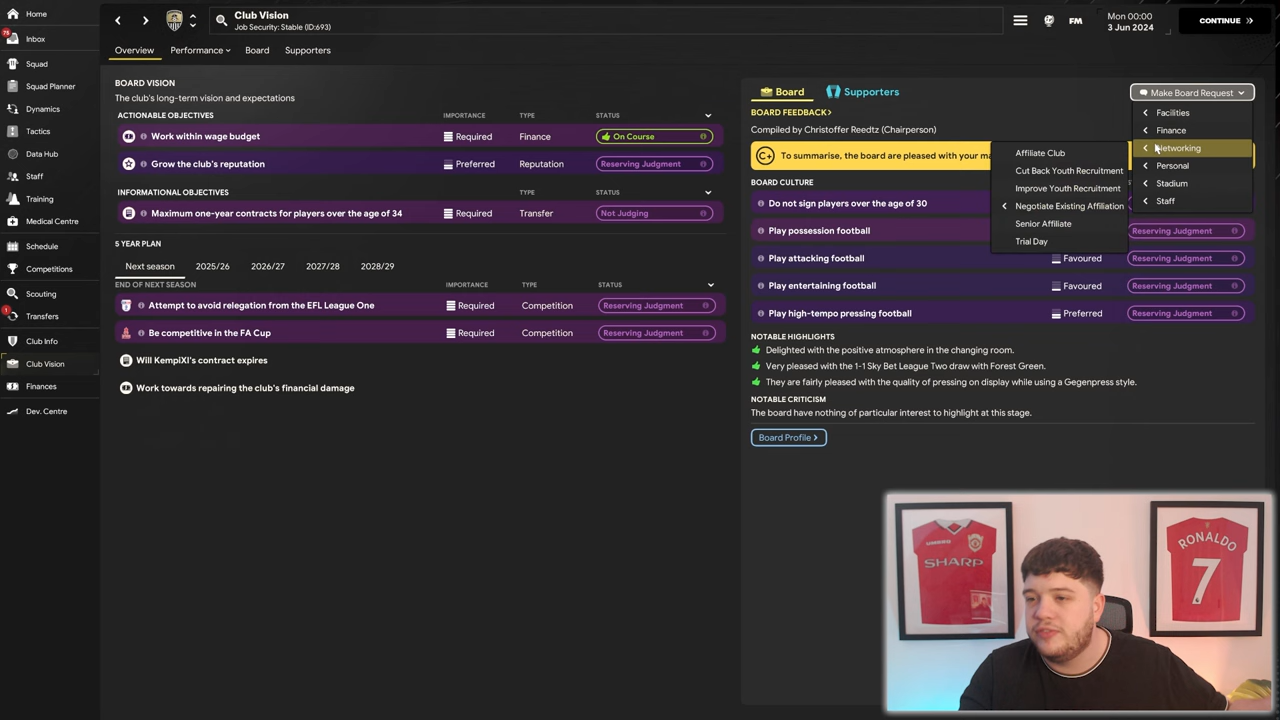 Home
75
Inbox
Squad
Squad Planner
Dynamics
Tactics
Data Hub
Staff
Training
Medical Centre
Schedule
Competitions
Scouting
1
Transfers
Club Info
Club Vision
Finances
Dev. Centre
Club Vision
Job Security: Stable (ID:693)
FM
Mon 00:00
3 Jun 2024
CONTINUE
Overview
Performance
Board
Supporters
BOARD VISION
The club's long-term vision and expectations
ACTIONABLE OBJECTIVES
IMPORTANCE
TYPE
STATUS
Work within wage budget
Required
Finance
On Course
Grow the club's reputation
Preferred
Reputation
Reserving Judgment
INFORMATIONAL OBJECTIVES
IMPORTANCE
TYPE
STATUS
Maximum one-year contracts for players over the age of 34
Required
Transfer
Not Judging
5 YEAR PLAN
Next season
2025/26
2026/27
2027/28
2028/29
END OF NEXT SEASON
IMPORTANCE
TYPE
STATUS
Attempt to avoid relegation from the EFL League One
Required
Competition
Reserving Judgment
Be competitive in the FA Cup
Required
Competition
Reserving Judgment
Will KempiXI's contract expires
Work towards repairing the club's financial damage
Board
Supporters
Make Board Request
Facilities
Finance
Networking
Personal
Stadium
Staff
Affiliate Club
Cut Back Youth Recruitment
Improve Youth Recruitment
Negotiate Existing Affiliation
Senior Affiliate
Trial Day
BOARD FEEDBACK
Compiled by Christoffer Reedtz (Chairperson)
C+
To summarise, the board are pleased with your ma
BOARD CULTURE
Do not sign players over the age of 30
Play possession football
Reserving Judgment
Play attacking football
Favoured
Reserving Judgment
Play entertaining football
Favoured
Reserving Judgment
Play high-tempo pressing football
Preferred
Reserving Judgment
NOTABLE HIGHLIGHTS
Delighted with the positive atmosphere in the changing room.
Very pleased with the 1-1 Sky Bet League Two draw with Forest Green.
They are fairly pleased with the quality of pressing on display while using a Gegenpress style.
NOTABLE CRITICISM
The board have nothing of particular interest to highlight at this stage.
Board Profile
UMBRO
SHARP
RONALDO
7